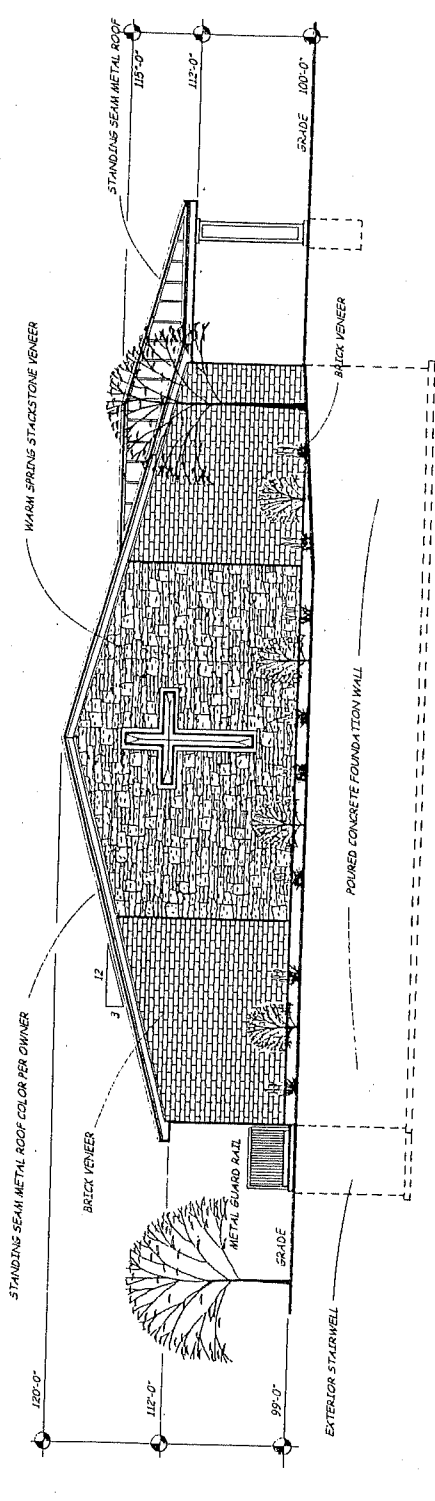 STANDING SEAM METAL ROOF COLOR PER OWNER
WARM SPRING STACKSTONE VENEER
STANDING SEAM METAL ROOF
120'-0"
115'-0"
112'-0"
112'-0"
12
3
BRICK VENEER
METAL GUARD RAIL
99'-0"
GRADE
GRADE
100'-0"
BRICK VENEER
EXTERIOR STAIRWELL
POURED CONCRETE FOUNDATION WALL